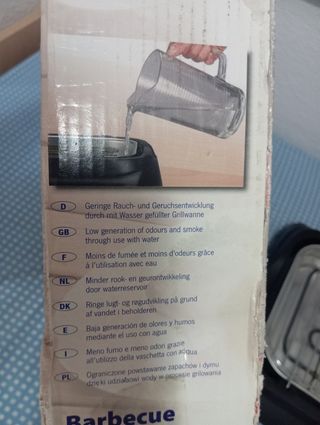 D Geringe Rauch- und Geruchsentwicklung
durch mit Wasser gefüllter Grillwanne
GB Low generation of odours and smoke
through use with water
F Moins de fumée et moins d'odeurs grâce
à l'utilisation avec eau
NL Minder rook- en geurontwikkeling
door waterreservoir
DK Ringe lugt- og røgudvikling på grund
af vandet i beholderen
E Baja generación de olores y humos
mediante el uso con agua
I Meno fumo e meno odori grazie
all'utilizzo della vaschetta con acqua
PL Ograniczone powstawanie zapachów i dymu
dzięki udziałowi wody w procesie grilowania
Barbecue